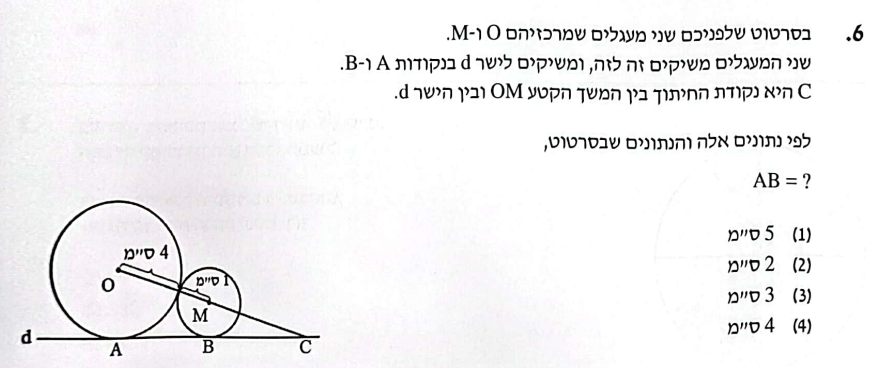 6. בסרטוט שלפניכם שני מעגלים שמרכזיהם O ו-M.
שני המעגלים משיקים זה לזה, ומשיקים לישר d בנקודות A ו-B.
C היא נקודת החיתוך בין המשך הקטע OM ובין הישר d.
לפי נתונים אלה והנתונים שבסרטוט,
AB = ?
(1) 5 ס"מ
(2) 2 ס"מ
(3) 3 ס"מ
(4) 4 ס"מ
4 ס"מ
1 ס"מ
O
M
d
A B C